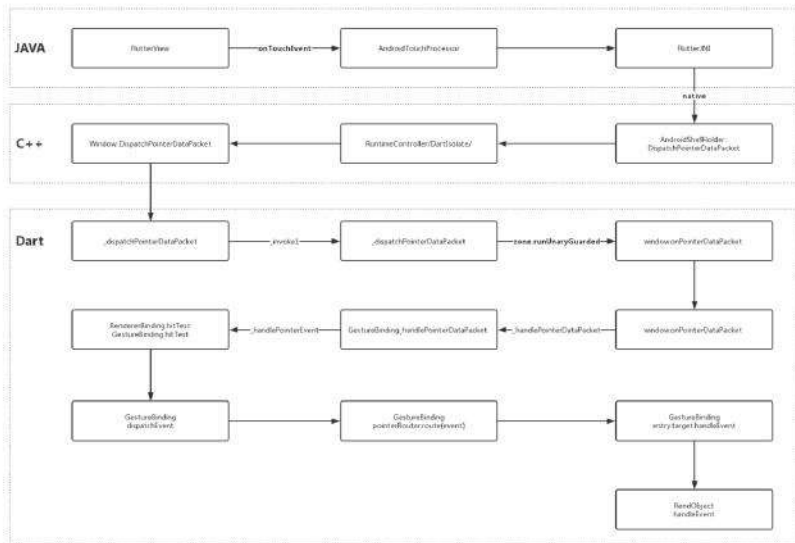 JAVA
FlutterView
onTouchEvent
AndroidTouchProcessor
FlutterJNI
native
C++
Window.DispatchPointerDataPacket
RuntimeController/DartIsolate/
AndroidShellHolder
DispatchPointerDataPacket
Dart
_dispatchPointerDataPacket
_invoke1
_dispatchPointerDataPacket
zone.runUnaryGuarded
window.onPointerDataPacket
RendererBinding.hitTest
GestureBinding.hitTest
_handlePointerEvent
GestureBinding._handlePointerDataPacket
_handlePointerDataPacket
window.onPointerDataPacket
GestureBinding
dispatchEvent
GestureBinding
pointerRouter.route(event)
GestureBinding
entry.target.handleEvent
RendObject
handleEvent